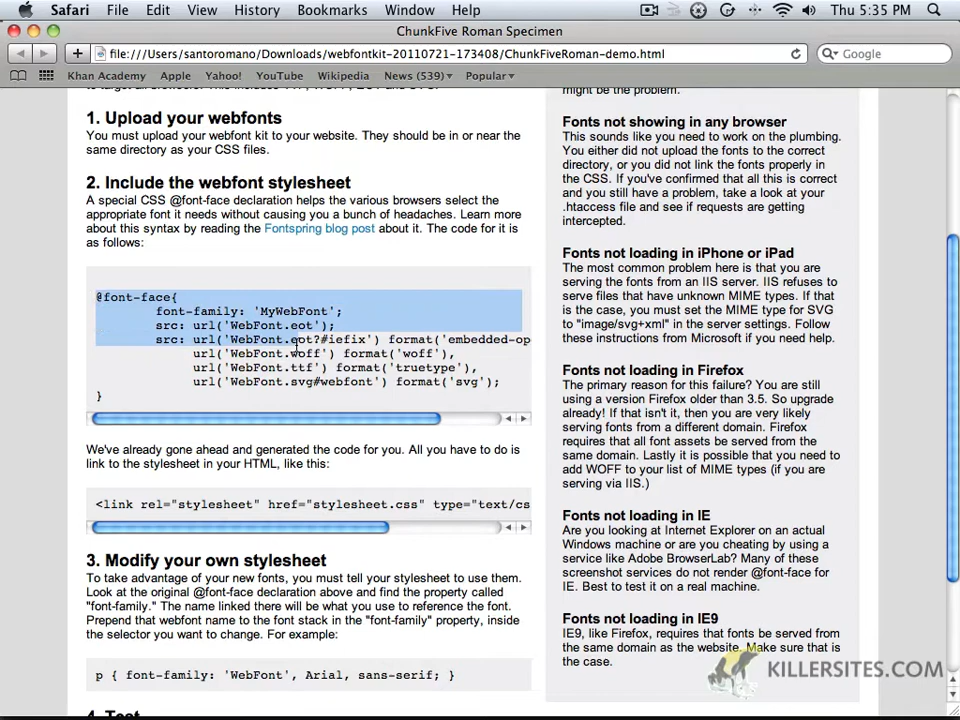 Safari File Edit View History Bookmarks Window Help Thu 5:35 PM
ChunkFive Roman Specimen
file:///Users/santoromano/Downloads/webfontkit-20110721-173408/ChunkFiveRoman-demo.html
Google
Khan Academy Apple Yahoo! YouTube Wikipedia News (539) Popular
1. Upload your webfonts
You must upload your webfont kit to your website. They should be in or near the
same directory as your CSS files.
2. Include the webfont stylesheet
A special CSS @font-face declaration helps the various browsers select the
appropriate font it needs without causing you a bunch of headaches. Learn more
about this syntax by reading the Fontspring blog post about it. The code for it is
as follows:
@font-face{
font-family: 'MyWebFont';
src: url('WebFont.eot');
src: url('WebFont.eot?#iefix') format('embedded-op
url('WebFont.woff') format('woff'),
url('WebFont.ttf') format('truetype'),
url('WebFont.svg#webfont') format('svg');
}
We've already gone ahead and generated the code for you. All you have to do is
link to the stylesheet in your HTML, like this:
<link rel="stylesheet" href="stylesheet.css" type="text/cs
3. Modify your own stylesheet
To take advantage of your new fonts, you must tell your stylesheet to use them.
Look at the original @font-face declaration above and find the property called
"font-family." The name linked there will be what you use to reference the font.
Prepend that webfont name to the font stack in the "font-family" property, inside
the selector you want to change. For example:
p { font-family: 'WebFont', Arial, sans-serif; }
4. Test
might be the problem.
Fonts not showing in any browser
This sounds like you need to work on the plumbing.
You either did not upload the fonts to the correct
directory, or you did not link the fonts properly in
the CSS. If you've confirmed that all this is correct
and you still have a problem, take a look at your
.htaccess file and see if requests are getting
intercepted.
Fonts not loading in iPhone or iPad
The most common problem here is that you are
serving the fonts from an IIS server. IIS refuses to
serve files that have unknown MIME types. If that
is the case, you must set the MIME type for SVG
to "image/svg+xml" in the server settings. Follow
these instructions from Microsoft if you need help.
Fonts not loading in Firefox
The primary reason for this failure? You are still
using a version Firefox older than 3.5. So upgrade
already! If that isn't it, then you are very likely
serving fonts from a different domain. Firefox
requires that all font assets be served from the
same domain. Lastly it is possible that you need to
add WOFF to your list of MIME types (if you are
serving via IIS.)
Fonts not loading in IE
Are you looking at Internet Explorer on an actual
Windows machine or are you cheating by using a
service like Adobe BrowserLab? Many of these
screenshot services do not render @font-face for
IE. Best to test it on a real machine.
Fonts not loading in IE9
IE9, like Firefox, requires that fonts be served from
the same domain as the website. Make sure that is
the case.
KILLERSITES.COM